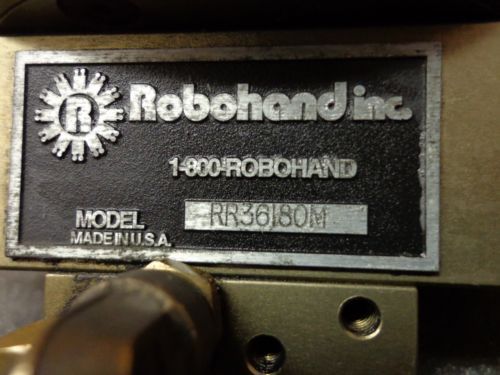 R Robohand inc.
1-800-ROBOHAND
MODEL RR36180M
MADE IN U.S.A.